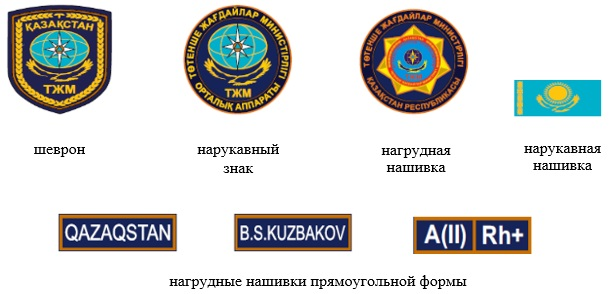 ҚАЗАҚСТАН
ТЖМ
ТӨТЕНШЕ ЖАҒДАЙЛАР МИНИСТРЛІГІ
ТЖМ
ОРТАЛЫҚ АППАРАТЫ
ТӨТЕНШЕ ЖАҒДАЙЛАР МИНИСТРЛІГІ
ҚАЗАҚСТАН РЕСПУБЛИКАСЫ
шеврон
нарукавный
знак
нагрудная
нашивка
нарукавная
нашивка
QAZAQSTAN
B.S.KUZBAKOV
A(II) Rh+
нагрудные нашивки прямоугольной формы